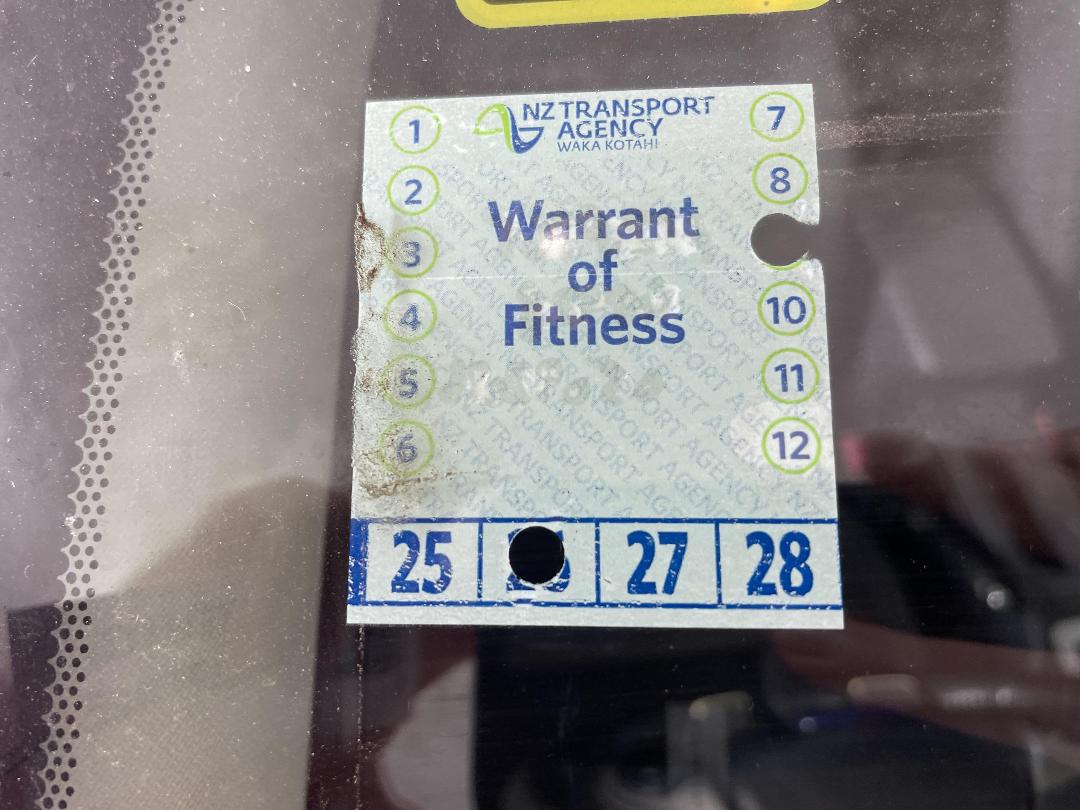 NZ TRANSPORT
AGENCY
WAKA KOTAHI
1
2
3
4
5
6
Warrant
of
Fitness
7
8
10
11
12
25
27
28